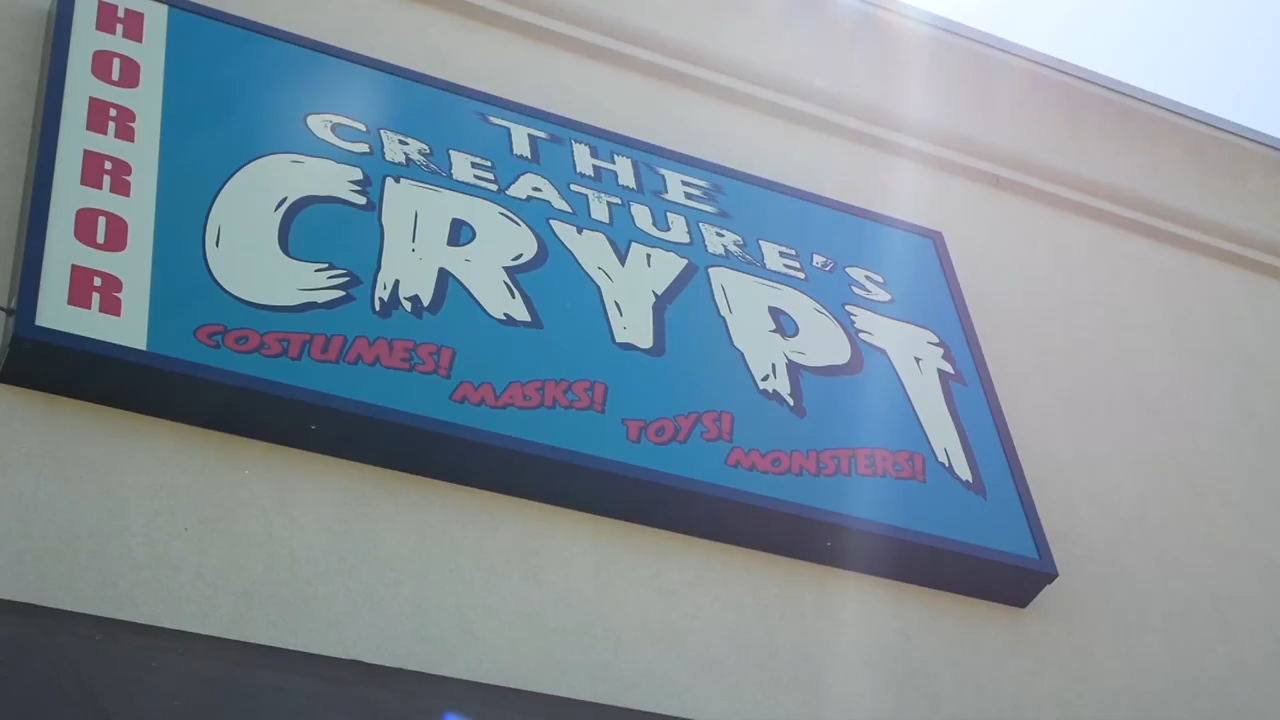 HORROR
THE
CREATURE'S
CRYPT
COSTUMES!
MASKS!
TOYS!
MONSTERS!